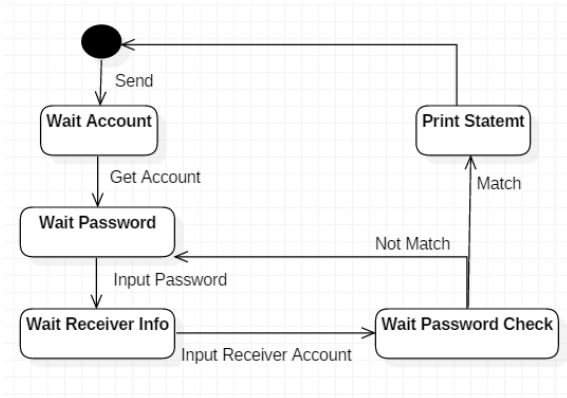 Send
Wait Account
Print Statemt
Get Account
Match
Wait Password
Not Match
Input Password
Wait Receiver Info
Wait Password Check
Input Receiver Account